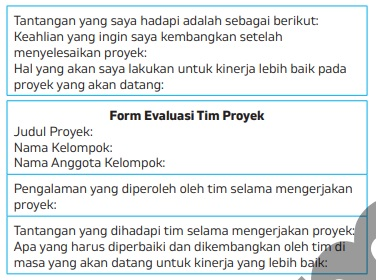 Tantangan yang saya hadapi adalah sebagai berikut:
Keahlian yang ingin saya kembangkan setelah
menyelesaikan proyek:
Hal yang akan saya lakukan untuk kinerja lebih baik pada
proyek yang akan datang:
Form Evaluasi Tim Proyek
Judul Proyek:
Nama Kelompok:
Nama Anggota Kelompok:
Pengalaman yang diperoleh oleh tim selama mengerjakan
proyek:
Tantangan yang dihadapi tim selama mengerjakan proyek:
Apa yang harus diperbaiki dan dikembangkan oleh tim di
masa yang akan datang untuk kinerja yang lebih baik: